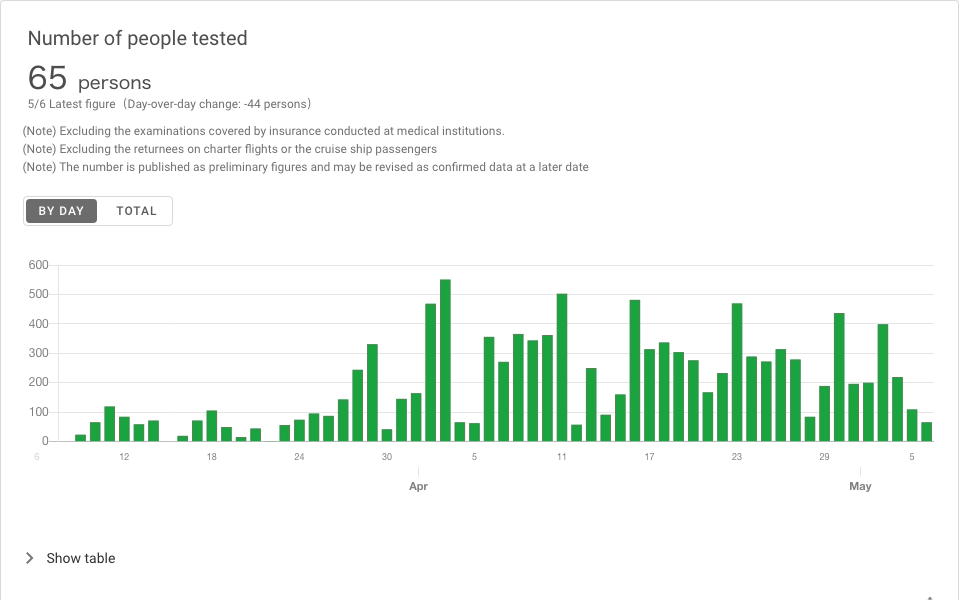 Number of people tested
65 persons
5/6 Latest figure（Day-over-day change: -44 persons）
(Note) Excluding the examinations covered by insurance conducted at medical institutions.
(Note) Excluding the returnees on charter flights or the cruise ship passengers
(Note) The number is published as preliminary figures and may be revised as confirmed data at a later date
BY DAY TOTAL
600
500
400
300
200
100
0
6 12 18 24 30 5 11 17 23 29 5
Apr May
Show table